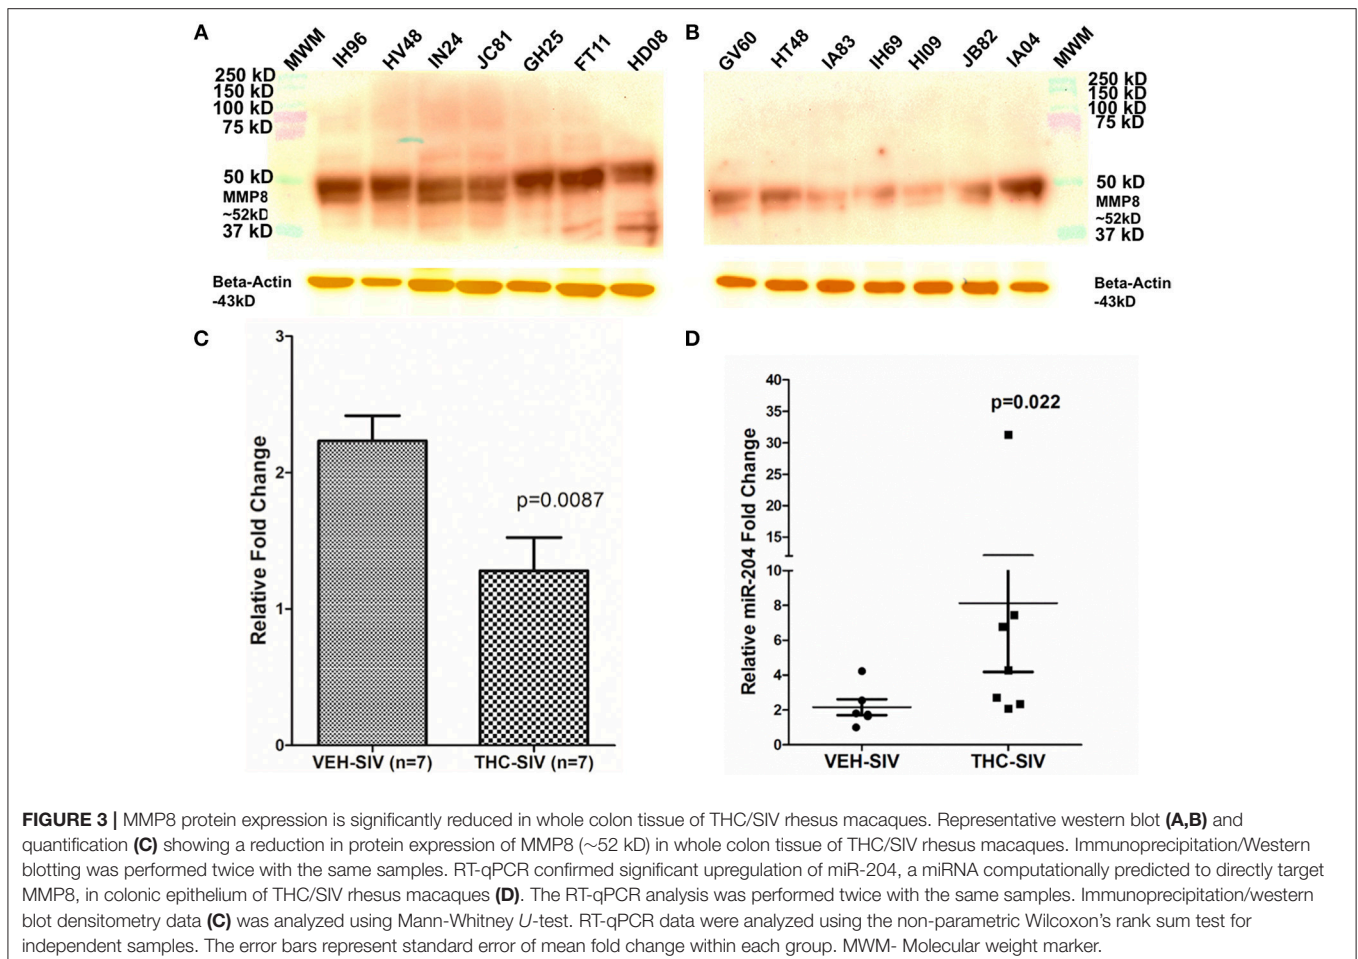 A
MWM IH96 HV48 IN24 JC81 GH25 FT11 HD08
250 kD
150 kD
100 kD
75 kD
50 kD
MMP8
~52kD
37 kD
Beta-Actin
-43kD
B
GV60 HT48 IA83 IH69 HI09 JB82 IA04 MWM
250 kD
150 kD
100 kD
75 kD
50 kD
MMP8
~52kD
37 kD
Beta-Actin
-43kD
C
Relative Fold Change
3
2
1
0
p=0.0087
VEH-SIV (n=7) THC-SIV (n=7)
D
Relative miR-204 Fold Change
40
35
30
25
20
15
10
8
6
4
2
0
p=0.022
VEH-SIV THC-SIV
FIGURE 3 | MMP8 protein expression is significantly reduced in whole colon tissue of THC/SIV rhesus macaques. Representative western blot (A,B) and
quantification (C) showing a reduction in protein expression of MMP8 (∼52 kD) in whole colon tissue of THC/SIV rhesus macaques. Immunoprecipitation/Western
blotting was performed twice with the same samples. RT-qPCR confirmed significant upregulation of miR-204, a miRNA computationally predicted to directly target
MMP8, in colonic epithelium of THC/SIV rhesus macaques (D). The RT-qPCR analysis was performed twice with the same samples. Immunoprecipitation/western
blot densitometry data (C) was analyzed using Mann-Whitney U-test. RT-qPCR data were analyzed using the non-parametric Wilcoxon's rank sum test for
independent samples. The error bars represent standard error of mean fold change within each group. MWM- Molecular weight marker.